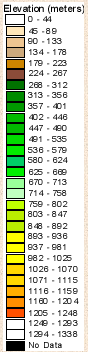 Elevation (meters)
0 - 44
45 - 89
90 - 133
134 - 178
179 - 223
224 - 267
268 - 312
313 - 356
357 - 401
402 - 446
447 - 490
491 - 535
536 - 579
580 - 624
625 - 669
670 - 713
714 - 758
759 - 802
803 - 847
848 - 892
893 - 936
937 - 981
982 - 1025
1026 - 1070
1071 - 1115
1116 - 1159
1160 - 1204
1205 - 1248
1249 - 1293
1294 - 1338
No Data